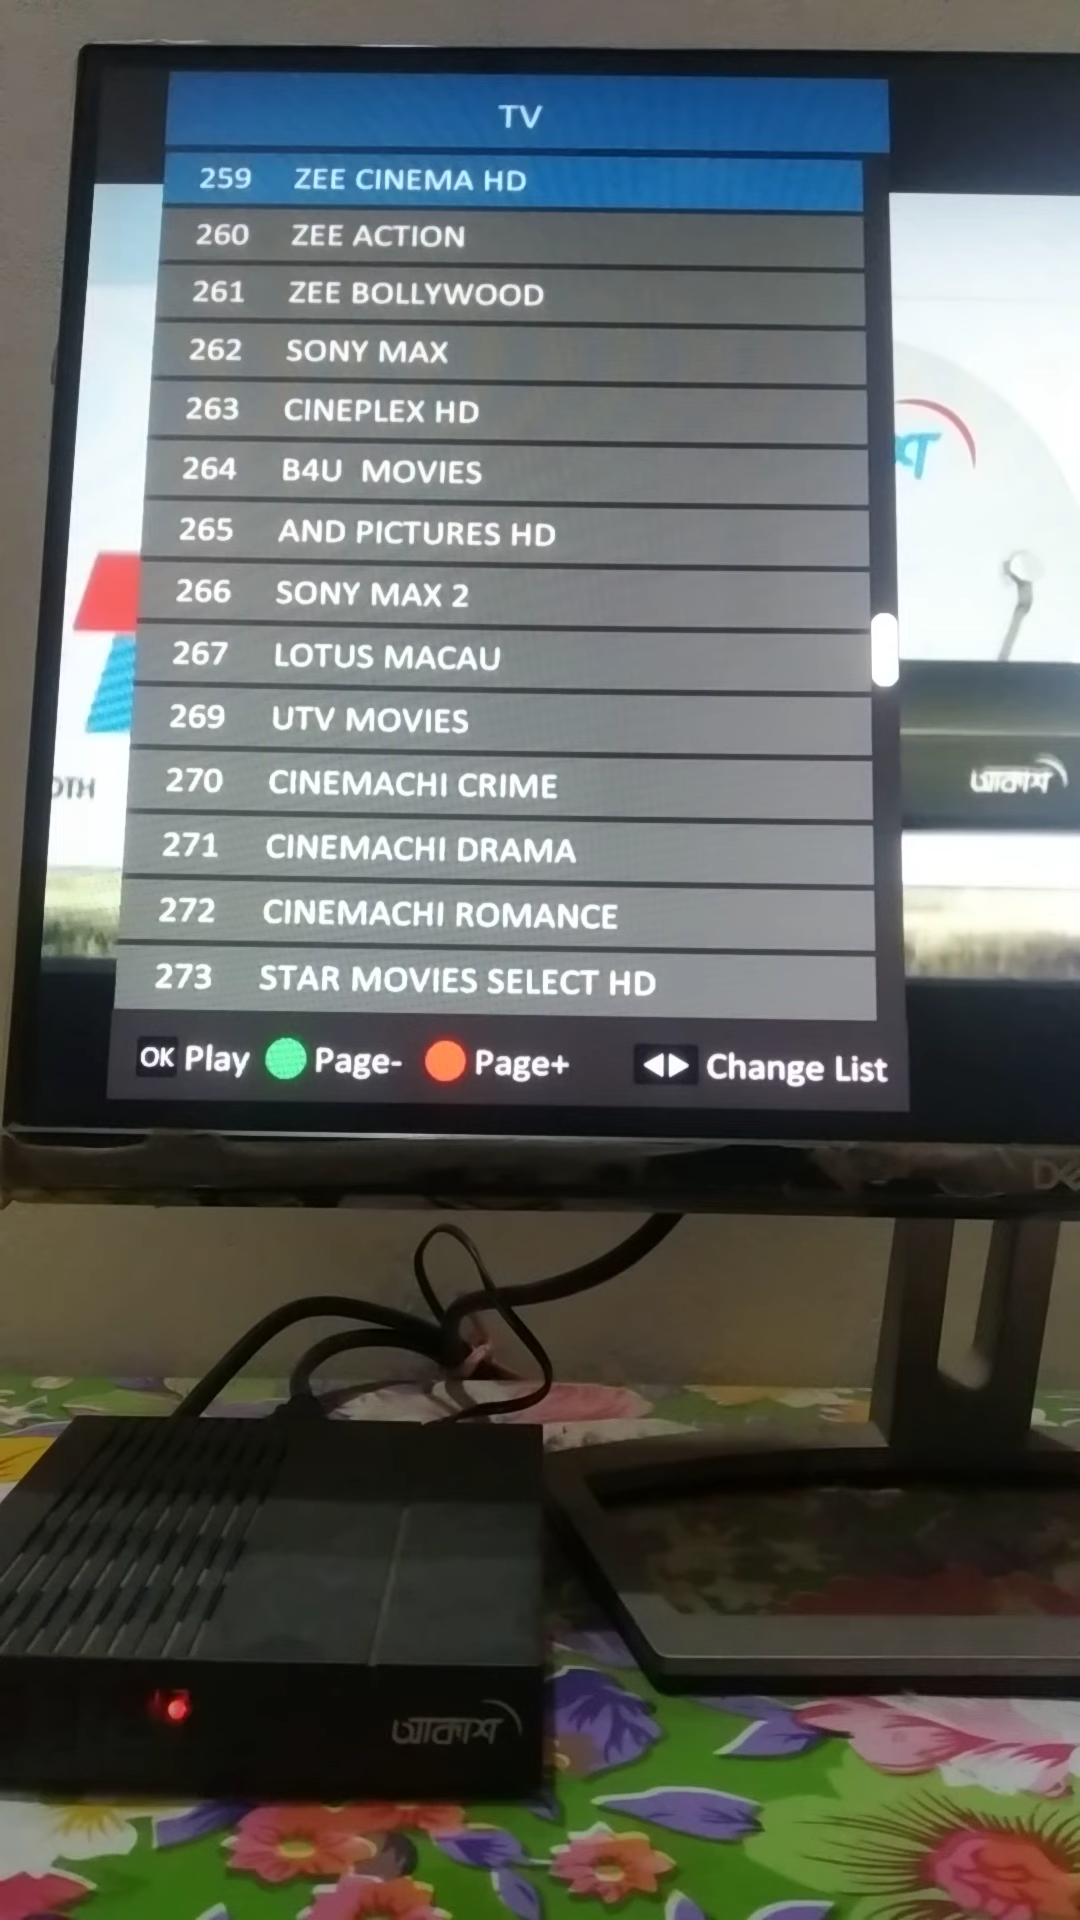 TV
259 ZEE CINEMA HD
260 ZEE ACTION
261 ZEE BOLLYWOOD
262 SONY MAX
263 CINEPLEX HD
264 B4U MOVIES
265 AND PICTURES HD
266 SONY MAX 2
267 LOTUS MACAU
269 UTV MOVIES
270 CINEMACHI CRIME
271 CINEMACHI DRAMA
272 CINEMACHI ROMANCE
273 STAR MOVIES SELECT HD
OK Play Page- Page+ Change List
DTH
আকাশ
আকাশ